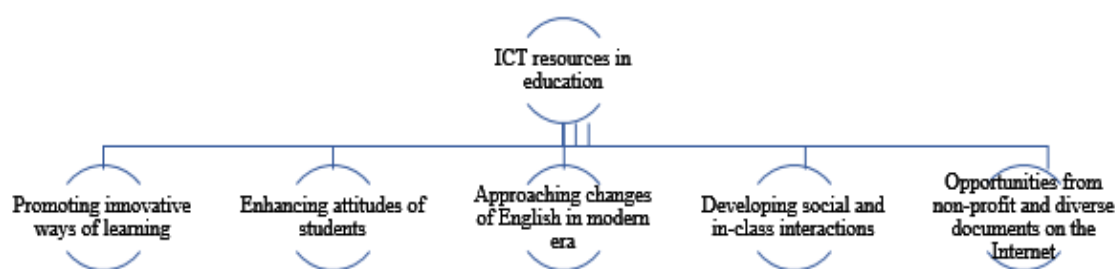 ICT resources in
education
Promoting innovative
ways of learning
Enhancing attitudes of
students
Approaching changes
of English in modern
era
Developing social and
in-class interactions
Opportunities from
non-profit and diverse
documents on the
Internet